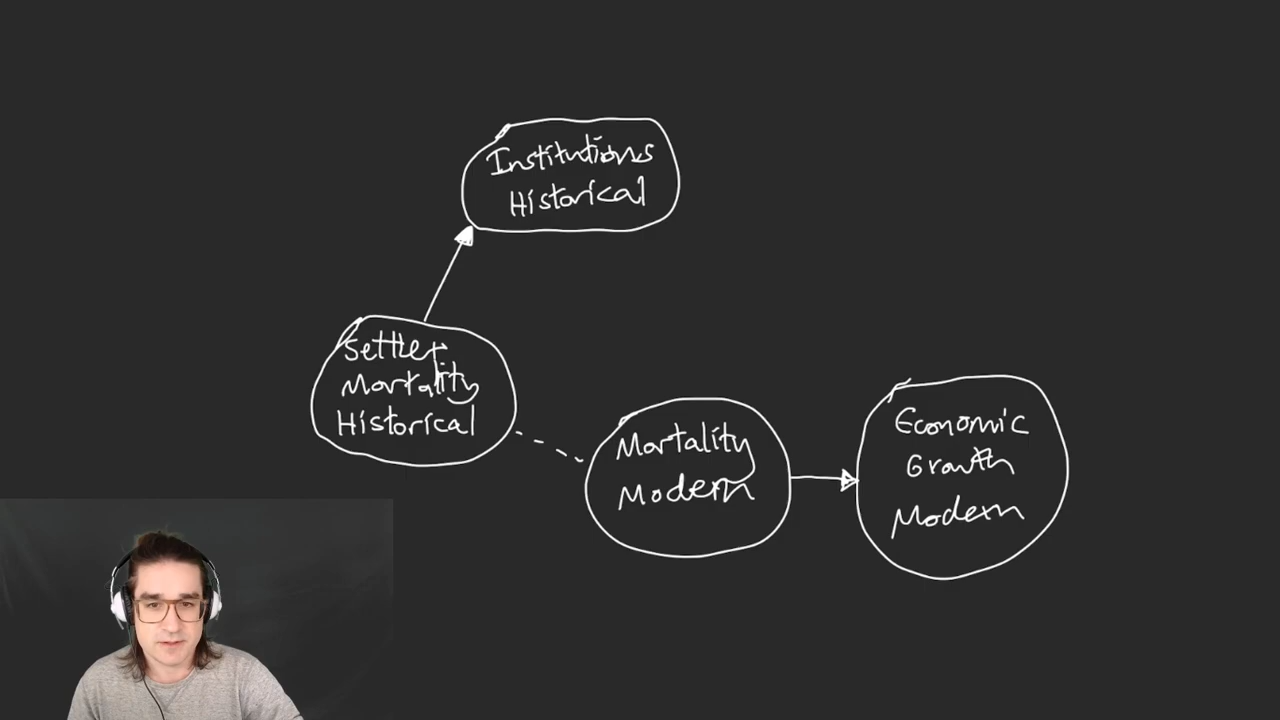 Institutions
Historical
Settler
Mortality
Historical
Mortality
Modern
Economic
Growth
Modern